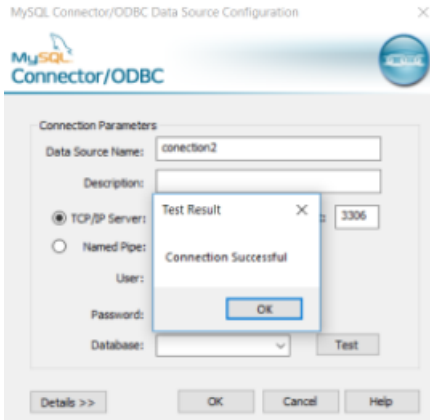 MySQL Connector/ODBC Data Source Configuration
MySQL
Connector/ODBC
Connection Parameters
Data Source Name: conection2
Description:
TCP/IP Server: 3306
Named Pipe:
User:
Password:
Database: Test
Test Result
Connection Successful
OK
Details >> OK Cancel Help